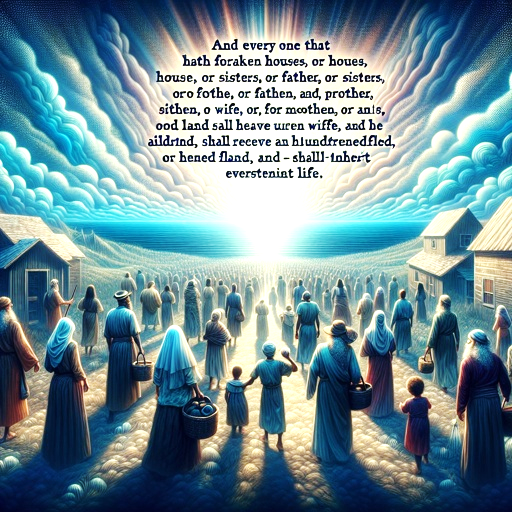 And every one that
hath foraken houses, or houes,
house, or sisters, or father, or sisters,
oro fothe, or fathen, and, prother,
sithen, o wife, or, for mothen, or an's,
ood land sall heave uren wiffe, and be
aildrind, shall receve an hlundtrenedfled,
or hened fland, and – shalll-inhert
everstenint life.